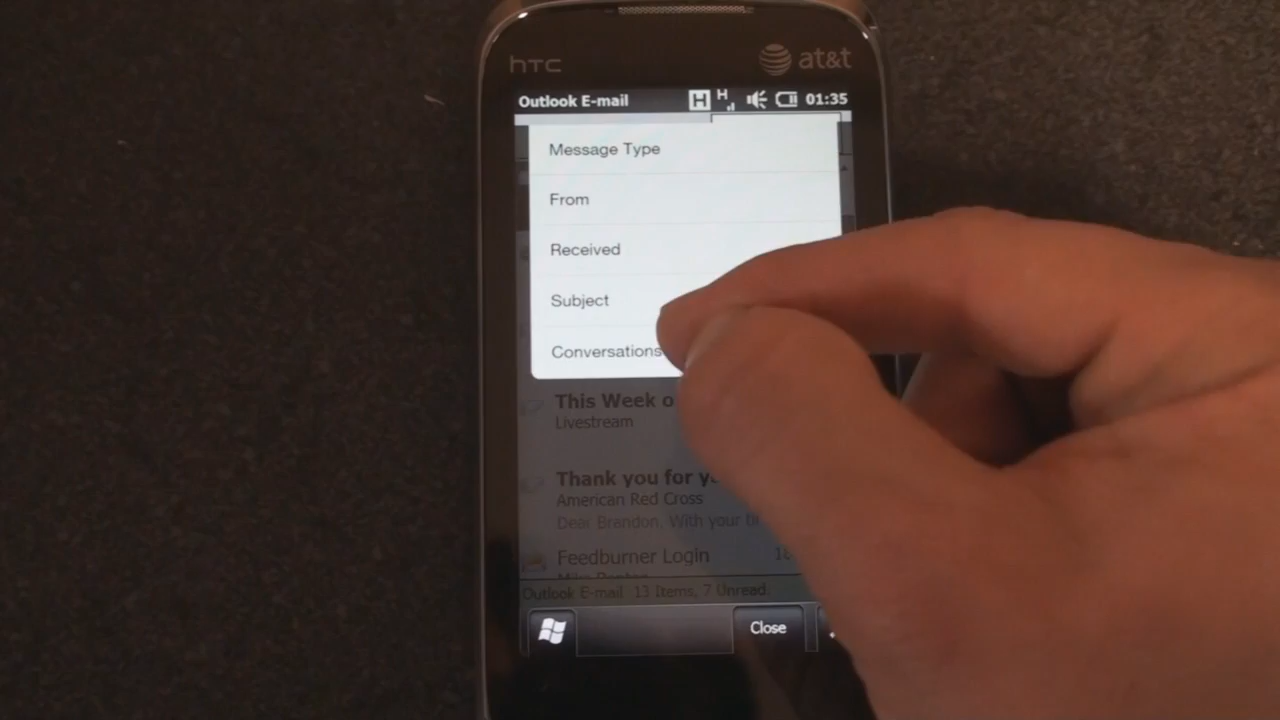 hTC
at&t
Outlook E-mail H H 01:35
Message Type
From
Received
Subject
Conversations
This Week o
Livestream
Thank you for y
American Red Cross
Dear Brandon, With your ti
Feedburner Login
Outlook E-mail 13 Items, 7 Unread.
Close